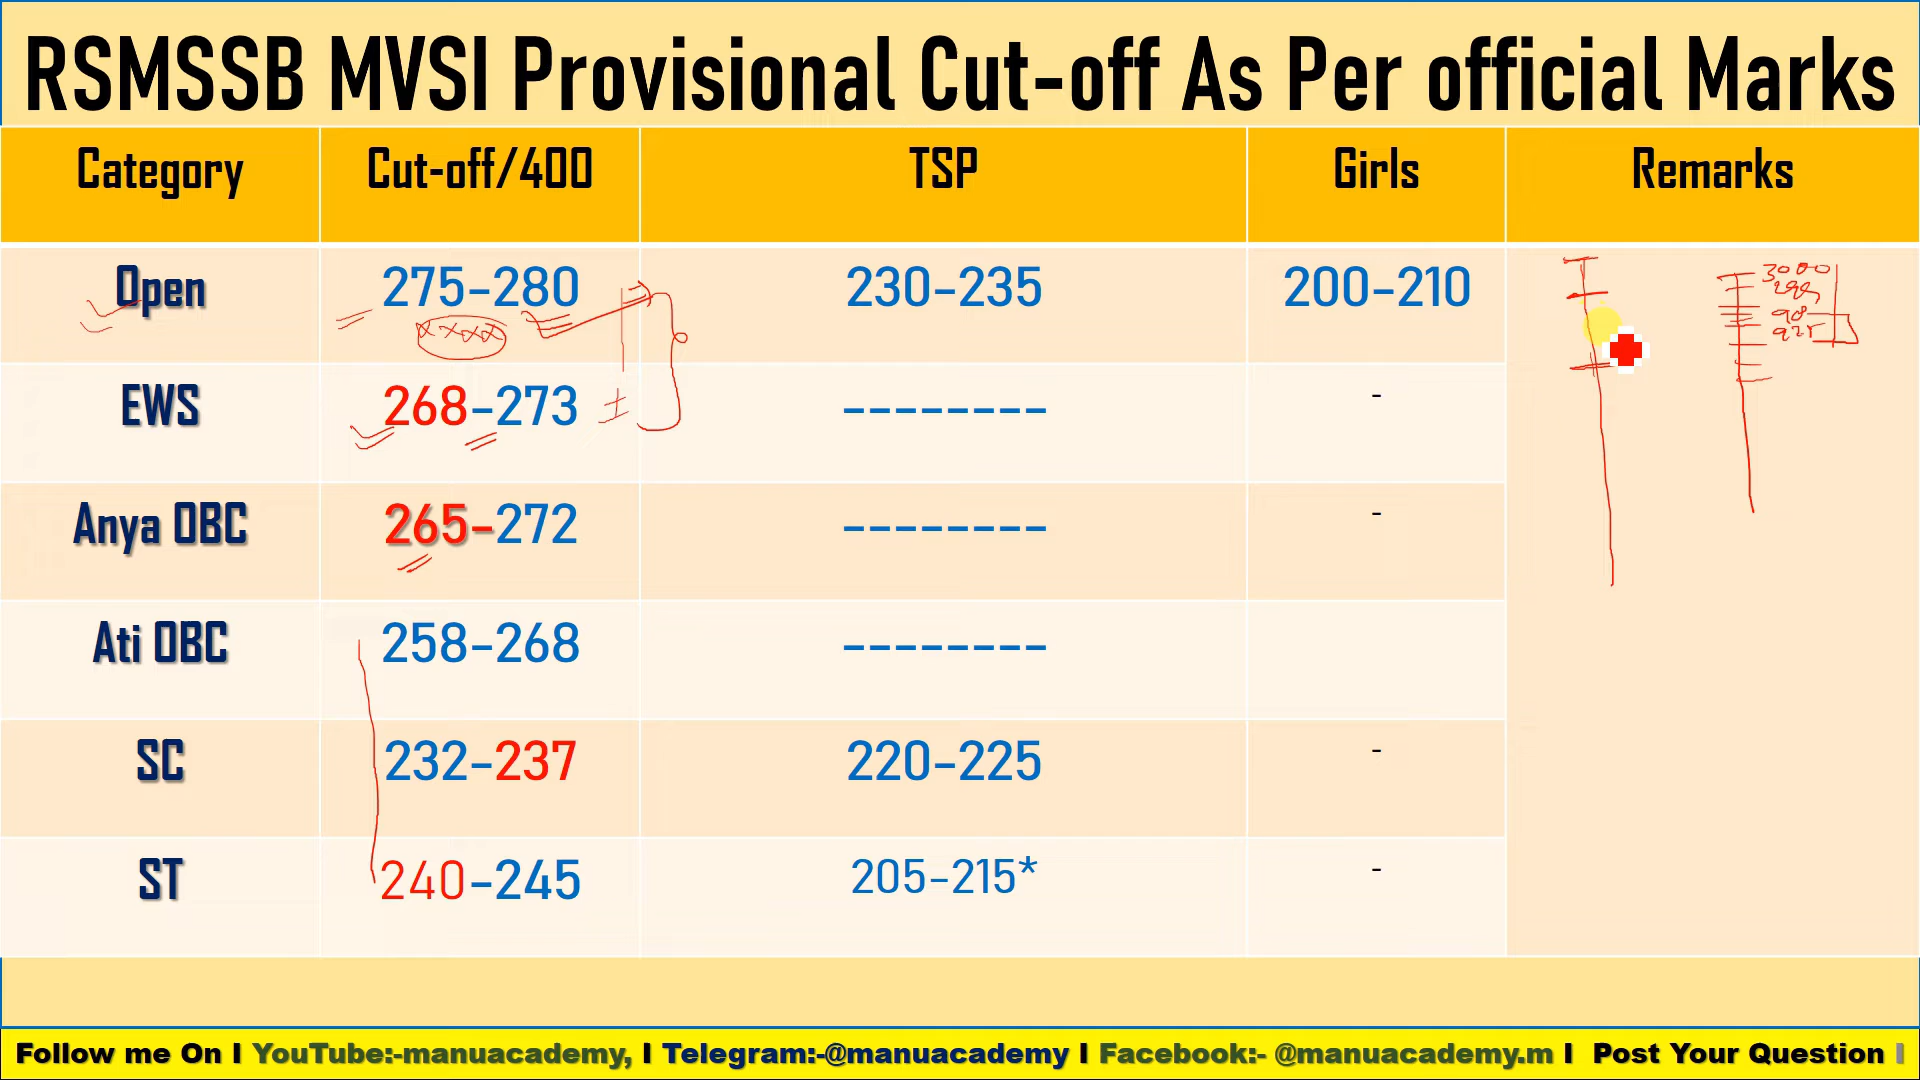 RSMSSB MVSI Provisional Cut-off As Per official Marks
Category Cut-off/400 TSP Girls Remarks
Open 275-280 230-235 200-210
EWS 268-273 -------- -
Anya OBC 265-272 -------- -
Ati OBC 258-268 --------
SC 232-237 220-225 -
ST 240-245 205-215* -
Follow me On I YouTube:-manuacademy, I Telegram:-@manuacademy I Facebook:- @manuacademy.m I Post Your Question I